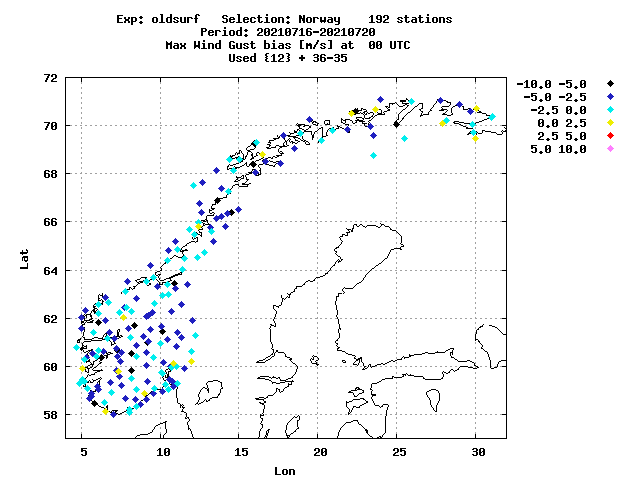 Exp: oldsurf   Selection: Norway    192 stations
Period: 20210716-20210720
Max Wind Gust bias [m/s] at  00 UTC
Used {12} + 36-35
72
70
68
66
64
62
60
58
Lat
5 10 15 20 25 30
Lon
-10.0 -5.0
-5.0 -2.5
-2.5 0.0
0.0 2.5
2.5 5.0
5.0 10.0